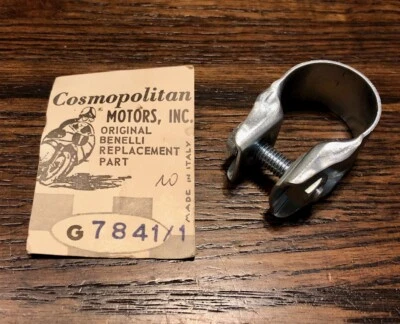 Cosmopolitan
MOTORS, INC.
ORIGINAL
BENELLI
REPLACEMENT
PART
MADE IN ITALY
10
G 7841/1